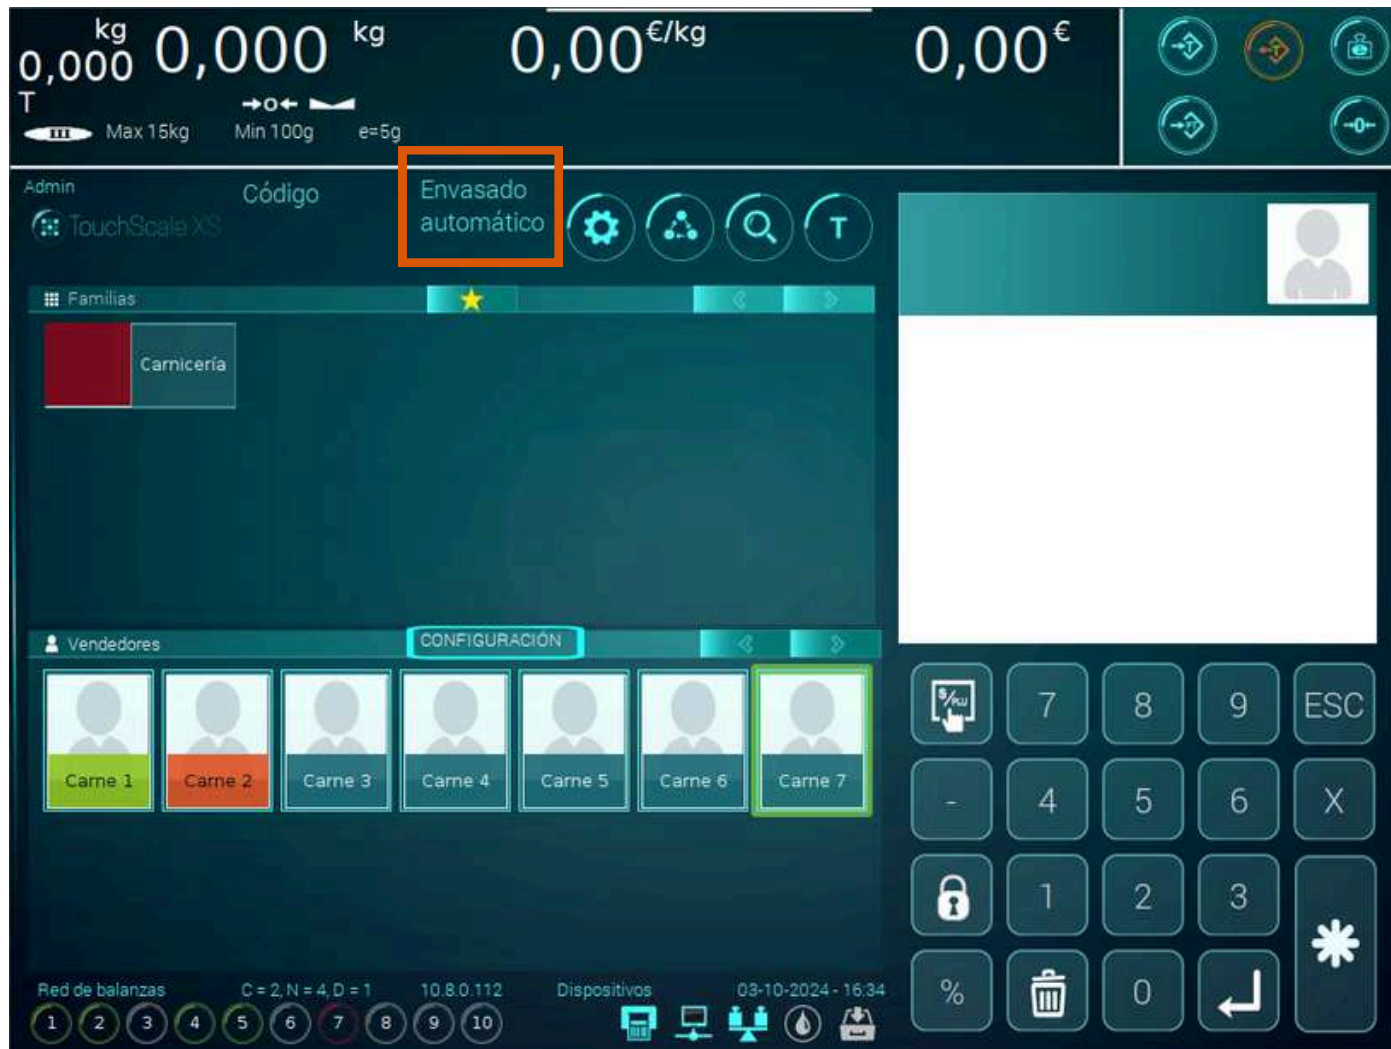 kg
0,000
T
0,000 kg
0,00 €/kg
0,00 €
Max 15kg Min 100g e=5g
Admin
TouchScale XS
Código
Envasado
automático
T
Familias
Carnicería
Vendedores
CONFIGURACIÓN
Carne 1 Carne 2 Carne 3 Carne 4 Carne 5 Carne 6 Carne 7
$/PLU 7 8 9 ESC
- 4 5 6 X
1 2 3
% 0
Red de balanzas C = 2, N = 4, D = 1 10.8.0.112 Dispositivos 03-10-2024 - 16:34
1 2 3 4 5 6 7 8 9 10